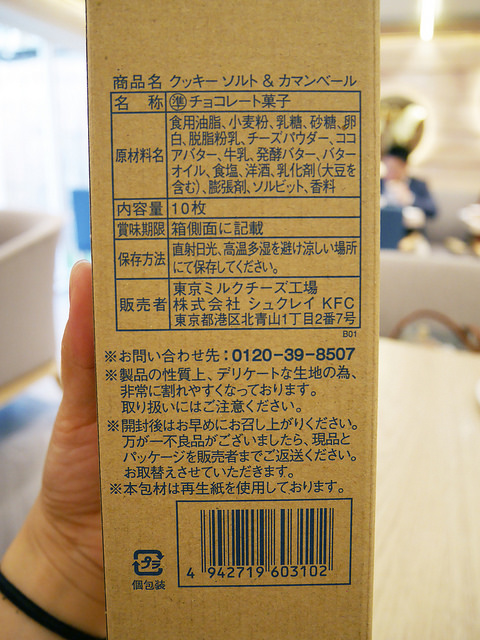 商品名 クッキー ソルト & カマンベール
名 称 ㊟準チョコレート菓子
原材料名 食用油脂、小麦粉、乳糖、砂糖、卵
白、脱脂粉乳、チーズパウダー、ココ
アバター、牛乳、発酵バター、バター
オイル、食塩、洋酒、乳化剤(大豆を
含む)、膨張剤、ソルビット、香料
内容量 10枚
賞味期限 箱側面に記載
保存方法 直射日光、高温多湿を避け涼しい場所
にて保存してください。
販売者 東京ミルクチーズ工場
株式会社 シュクレイ KFC
東京都港区北青山1丁目2番7号
B01
※お問い合わせ先:0120-39-8507
※製品の性質上、デリケートな生地の為、
非常に割れやすくなっております。
取り扱いにはご注意ください。
※開封後はお早めにお召し上がりください。
万が一不良品がございましたら、現品と
パッケージを販売者までご返送ください。
お取替えさせていただきます。
※本包材は再生紙を使用しております。
プラ
個包装
4 942719 603102